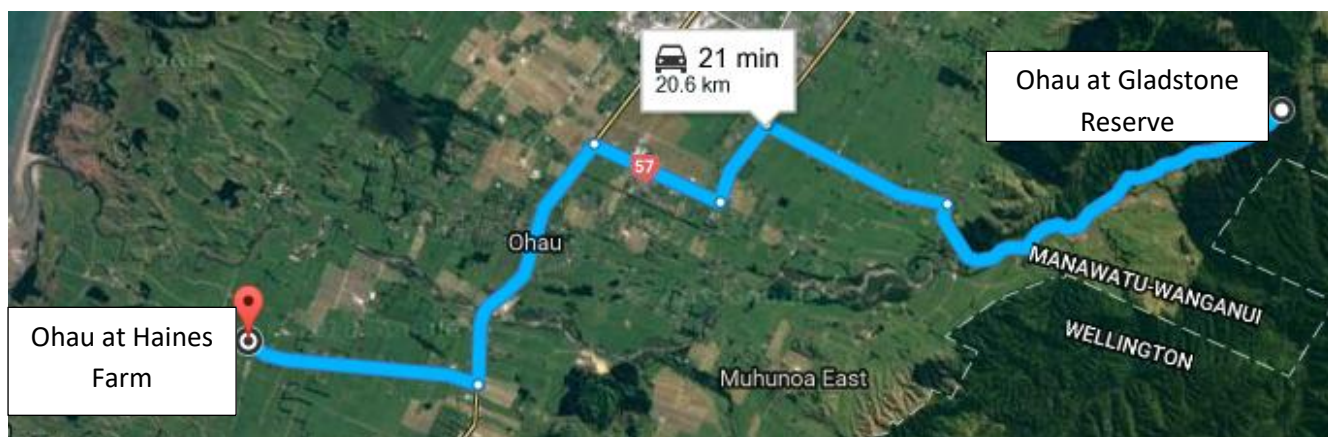 21 min
20.6 km
Ohau at Gladstone
Reserve
57
Ohau
MANAWATU-WANGANUI
Ohau at Haines
Farm
WELLINGTON
Muhunoa East